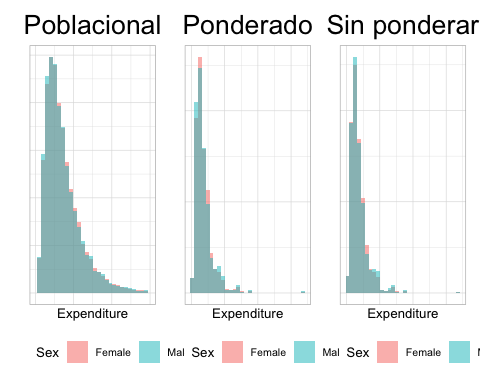 Poblacional Ponderado Sin ponderar
Expenditure Expenditure Expenditure
Sex Female Mal Sex Female Mal Sex Female